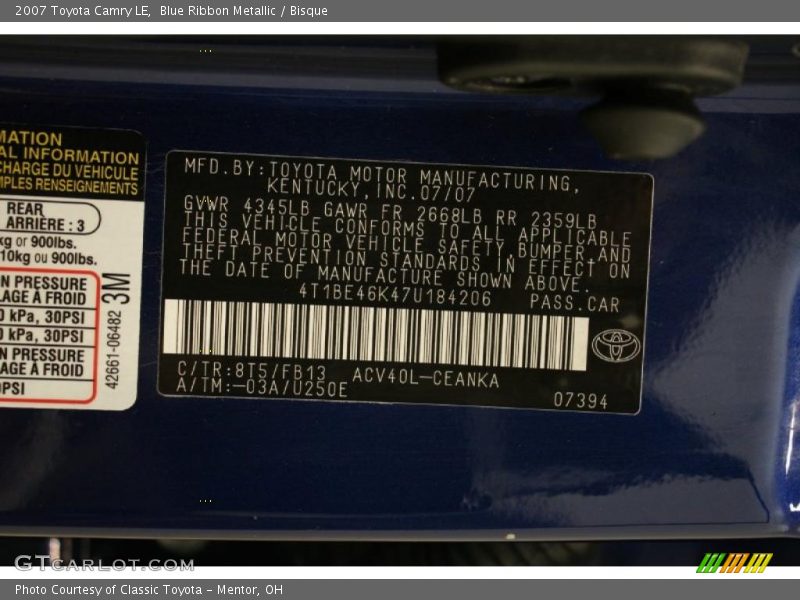 2007 Toyota Camry LE,  Blue Ribbon Metallic / Bisque
MATION
AL INFORMATION
CHARGE DU VÉHICULE
MPLES RENSEIGNEMENTS
REAR
ARRIÈRE : 3
kg or 900lbs.
10kg ou 900lbs.
N PRESSURE
LAGE À FROID
0 kPa, 30PSI
0 kPa, 30PSI
N PRESSURE
LAGE À FROID
0PSI
42661-06482 3M
MFD.BY:TOYOTA MOTOR MANUFACTURING,
KENTUCKY,INC.07/07
GVWR 4345LB GAWR FR 2668LB RR 2359LB
THIS VEHICLE CONFORMS TO ALL APPLICABLE
FEDERAL MOTOR VEHICLE SAFETY,BUMPER,AND
THEFT PREVENTION STANDARDS IN EFFECT ON
THE DATE OF MANUFACTURE SHOWN ABOVE.
4T1BE46K47U184206 PASS.CAR
C/TR:8T5/FB13 ACV40L-CEANKA
A/TM:-03A/U250E
07394
GTCARLOT.COM
Photo Courtesy of Classic Toyota - Mentor, OH